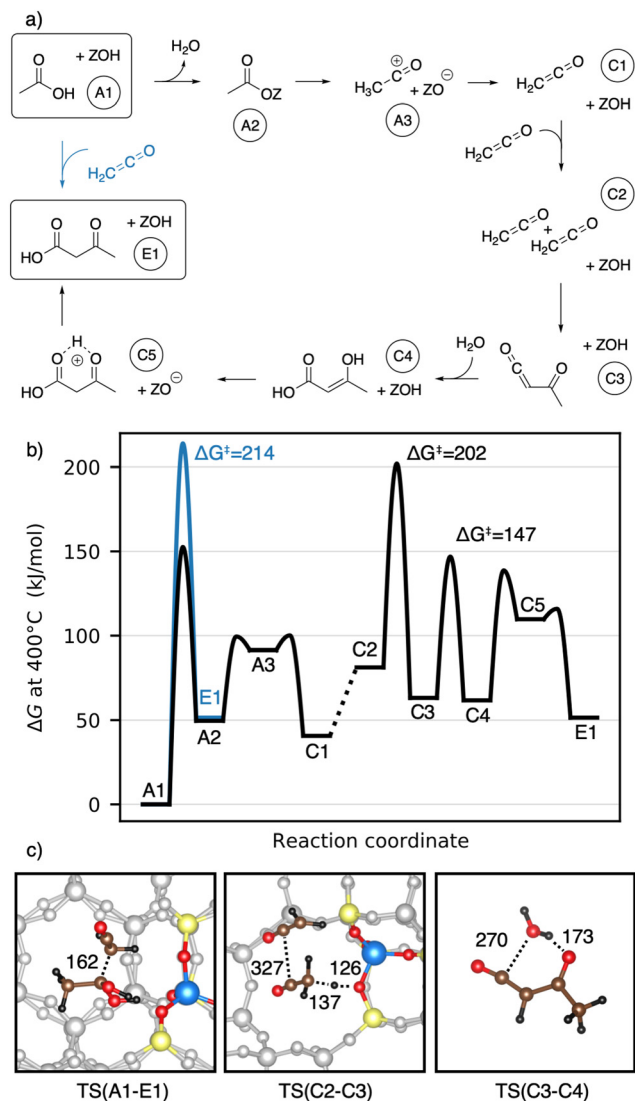 a)
O
OH
+ ZOH
A1
H₂O
O
OZ
A2
H₃C
C
⊕
O
+ ZO⊖
A3
H₂C=C=O
C1
+ ZOH
H₂C=C=O
H₂C=C=O
C2
H₂C=C=O
+
H₂C=C=O
+ ZOH
O O
HO
+ ZOH
E1
H
O ⊕ O
HO
C5
+ ZO⊖
O OH
HO
C4
+ ZOH
H₂O
O=C
O
+ ZOH
C3
b)
ΔG at 400°C (kJ/mol)
200
150
100
50
0
ΔG‡=214
ΔG‡=202
ΔG‡=147
A1
E1
A2
A3
C1
C2
C3
C4
C5
E1
Reaction coordinate
c)
162
327
137
126
270
173
TS(A1-E1)
TS(C2-C3)
TS(C3-C4)